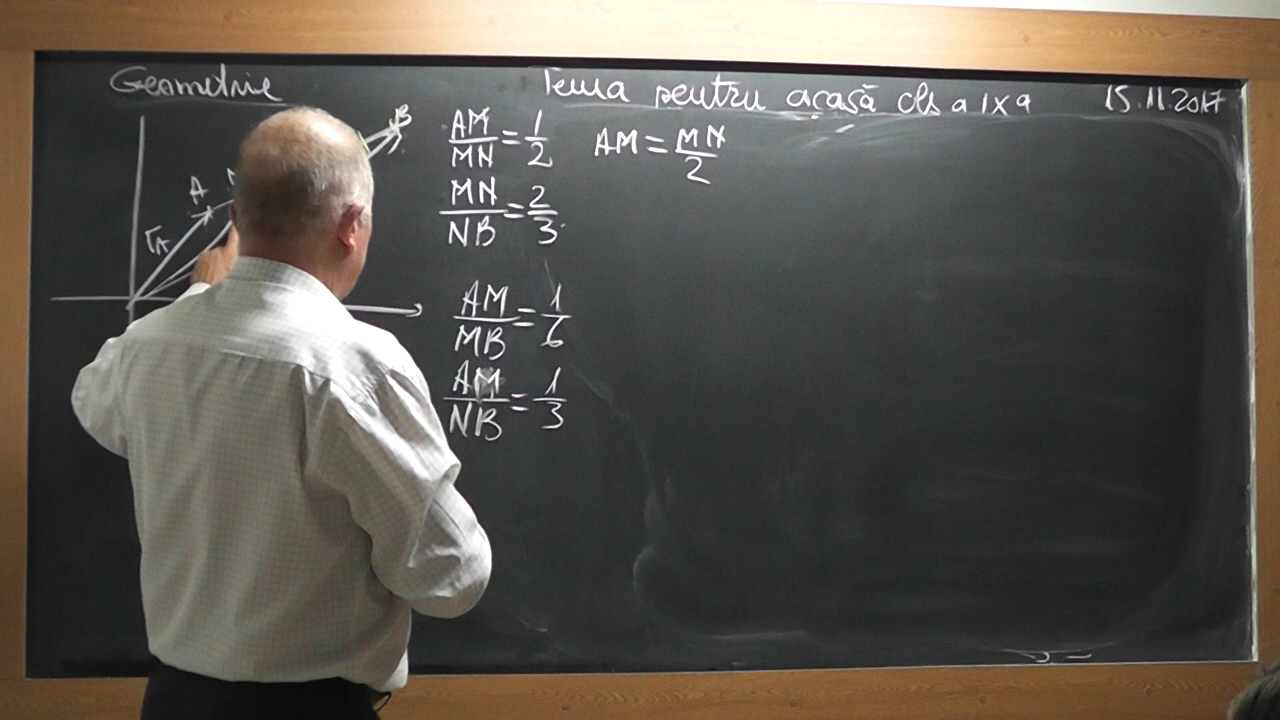 Geometrie
Tema pentru acasă cls a IX a 15.11.2017
B
A
r_A
AM/MN = 1/2 AM = MN/2
MN/NB = 2/3
AM/MB = 1/6
AM/NB = 1/3